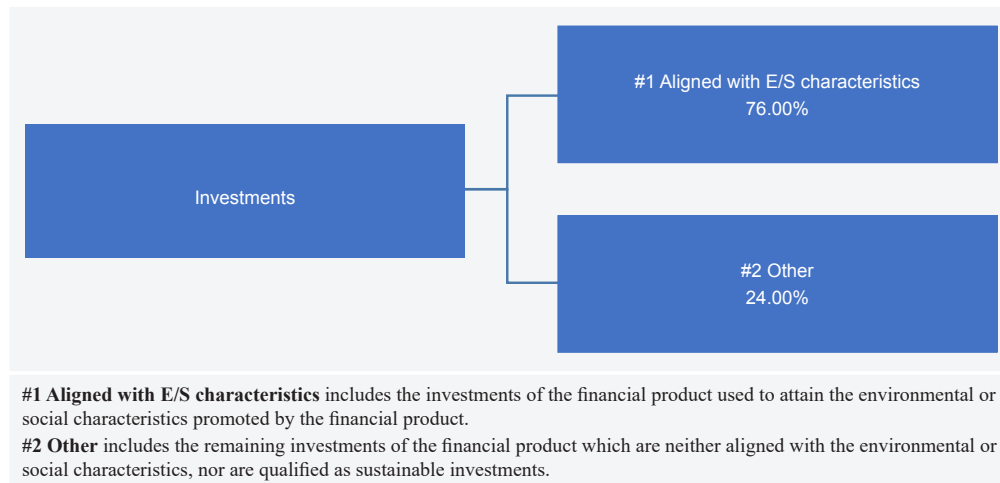 #1 Aligned with E/S characteristics
76.00%
Investments
#2 Other
24.00%
#1 Aligned with E/S characteristics includes the investments of the financial product used to attain the environmental or
social characteristics promoted by the financial product.
#2 Other includes the remaining investments of the financial product which are neither aligned with the environmental or
social characteristics, nor are qualified as sustainable investments.